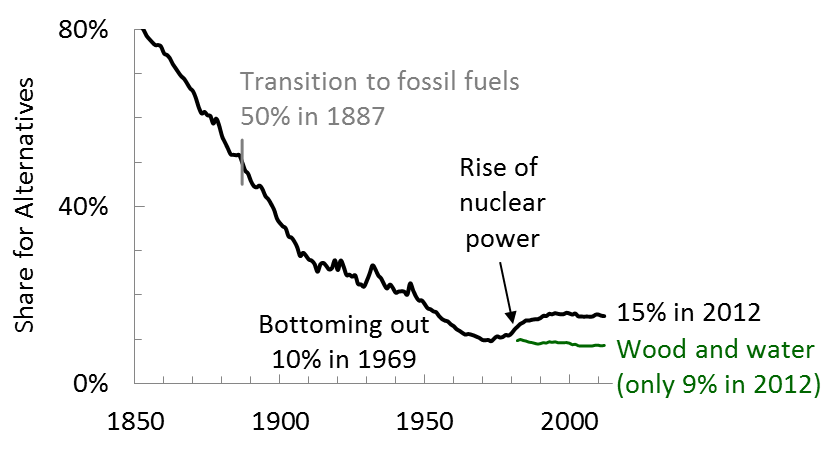 80%
Transition to fossil fuels
50% in 1887
Share for Alternatives
Rise of
nuclear
power
40%
15% in 2012
Bottoming out
10% in 1969
Wood and water
(only 9% in 2012)
0%
1850
1900
1950
2000